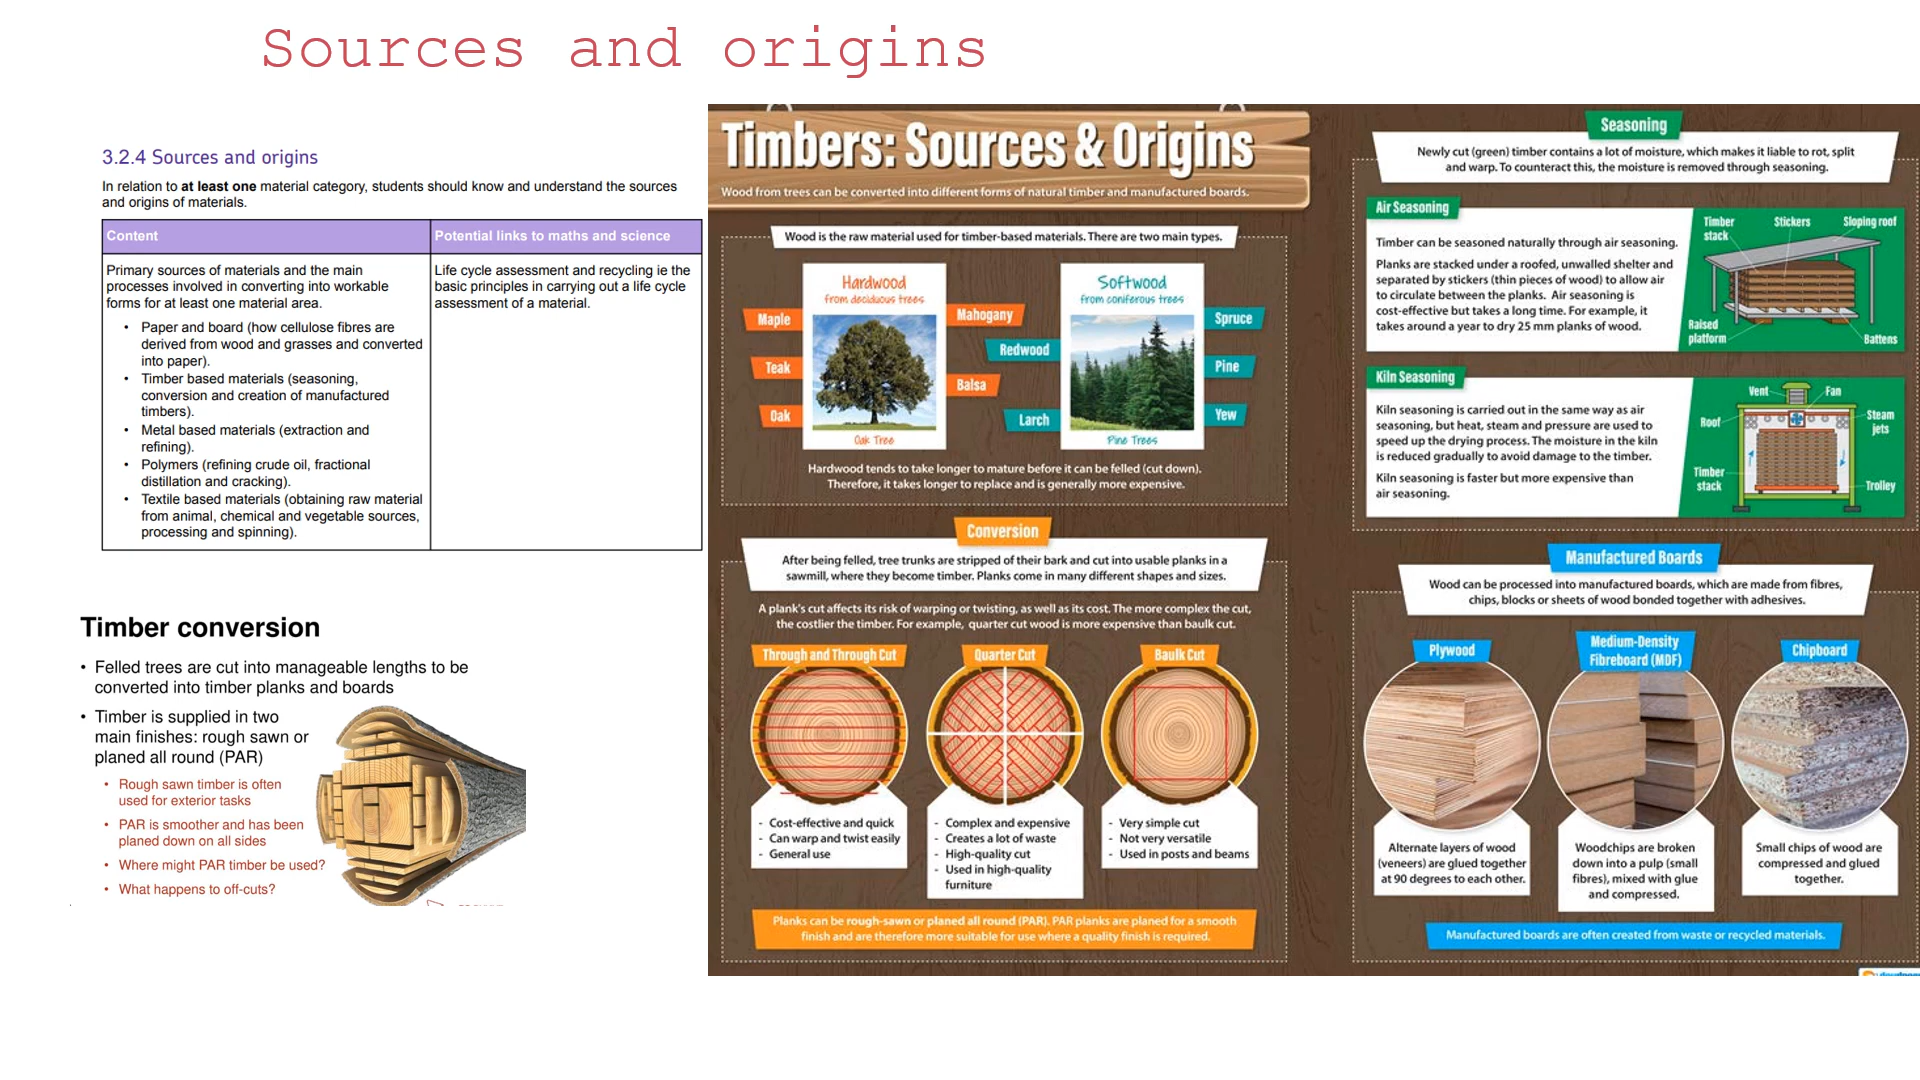 Sources and origins
3.2.4 Sources and origins
In relation to at least one material category, students should know and understand the sources
and origins of materials.
Content
Potential links to maths and science
Primary sources of materials and the main
processes involved in converting into workable
forms for at least one material area.
• Paper and board (how cellulose fibres are
derived from wood and grasses and converted
into paper).
• Timber based materials (seasoning,
conversion and creation of manufactured
timbers).
• Metal based materials (extraction and
refining).
• Polymers (refining crude oil, fractional
distillation and cracking).
• Textile based materials (obtaining raw material
from animal, chemical and vegetable sources,
processing and spinning).
Life cycle assessment and recycling ie the
basic principles in carrying out a life cycle
assessment of a material.
Timber conversion
• Felled trees are cut into manageable lengths to be
converted into timber planks and boards
• Timber is supplied in two
main finishes: rough sawn or
planed all round (PAR)
• Rough sawn timber is often
used for exterior tasks
• PAR is smoother and has been
planed down on all sides
• Where might PAR timber be used?
• What happens to off-cuts?
Timbers: Sources & Origins
Wood from trees can be converted into different forms of natural timber and manufactured boards.
Wood is the raw material used for timber-based materials. There are two main types.
Hardwood
from deciduous trees
Maple
Teak
Oak
Mahogany
Balsa
Oak Tree
Softwood
from coniferous trees
Redwood
Larch
Spruce
Pine
Yew
Pine Trees
Hardwood tends to take longer to mature before it can be felled (cut down).
Therefore, it takes longer to replace and is generally more expensive.
Conversion
After being felled, tree trunks are stripped of their bark and cut into usable planks in a
sawmill, where they become timber. Planks come in many different shapes and sizes.
A plank's cut affects its risk of warping or twisting, as well as its cost. The more complex the cut,
the costlier the timber. For example, quarter cut wood is more expensive than baulk cut.
Through and Through Cut
- Cost-effective and quick
- Can warp and twist easily
- General use
Quarter Cut
- Complex and expensive
- Creates a lot of waste
- High-quality cut
- Used in high-quality
furniture
Baulk Cut
- Very simple cut
- Not very versatile
- Used in posts and beams
Planks can be rough-sawn or planed all round (PAR). PAR planks are planed for a smooth
finish and are therefore more suitable for use where a quality finish is required.
Seasoning
Newly cut (green) timber contains a lot of moisture, which makes it liable to rot, split
and warp. To counteract this, the moisture is removed through seasoning.
Air Seasoning
Timber can be seasoned naturally through air seasoning.
Planks are stacked under a roofed, unwalled shelter and
separated by stickers (thin pieces of wood) to allow air
to circulate between the planks. Air seasoning is
cost-effective but takes a long time. For example, it
takes around a year to dry 25 mm planks of wood.
Timber
stack
Stickers
Sloping roof
Raised
platform
Battens
Kiln Seasoning
Kiln seasoning is carried out in the same way as air
seasoning, but heat, steam and pressure are used to
speed up the drying process. The moisture in the kiln
is reduced gradually to avoid damage to the timber.
Kiln seasoning is faster but more expensive than
air seasoning.
Vent
Fan
Roof
Steam
jets
Timber
stack
Trolley
Manufactured Boards
Wood can be processed into manufactured boards, which are made from fibres,
chips, blocks or sheets of wood bonded together with adhesives.
Plywood
Alternate layers of wood
(veneers) are glued together
at 90 degrees to each other.
Medium-Density
Fibreboard (MDF)
Woodchips are broken
down into a pulp (small
fibres), mixed with glue
and compressed.
Chipboard
Small chips of wood are
compressed and glued
together.
Manufactured boards are often created from waste or recycled materials.